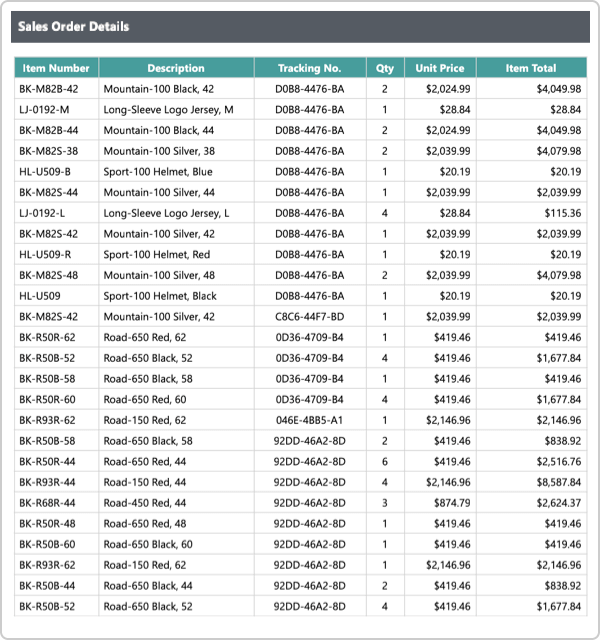 Sales Order Details
Item Number Description Tracking No. Qty Unit Price Item Total
BK-M82B-42 Mountain-100 Black, 42 D0B8-4476-BA 2 $2,024.99 $4,049.98
LJ-0192-M Long-Sleeve Logo Jersey, M D0B8-4476-BA 1 $28.84 $28.84
BK-M82B-44 Mountain-100 Black, 44 D0B8-4476-BA 2 $2,024.99 $4,049.98
BK-M82S-38 Mountain-100 Silver, 38 D0B8-4476-BA 2 $2,039.99 $4,079.98
HL-U509-B Sport-100 Helmet, Blue D0B8-4476-BA 1 $20.19 $20.19
BK-M82S-44 Mountain-100 Silver, 44 D0B8-4476-BA 1 $2,039.99 $2,039.99
LJ-0192-L Long-Sleeve Logo Jersey, L D0B8-4476-BA 4 $28.84 $115.36
BK-M82S-42 Mountain-100 Silver, 42 D0B8-4476-BA 1 $2,039.99 $2,039.99
HL-U509-R Sport-100 Helmet, Red D0B8-4476-BA 1 $20.19 $20.19
BK-M82S-48 Mountain-100 Silver, 48 D0B8-4476-BA 2 $2,039.99 $4,079.98
HL-U509 Sport-100 Helmet, Black D0B8-4476-BA 1 $20.19 $20.19
BK-M82S-42 Mountain-100 Silver, 42 C8C6-44F7-BD 1 $2,039.99 $2,039.99
BK-R50R-62 Road-650 Red, 62 0D36-4709-B4 1 $419.46 $419.46
BK-R50B-52 Road-650 Black, 52 0D36-4709-B4 4 $419.46 $1,677.84
BK-R50B-58 Road-650 Black, 58 0D36-4709-B4 1 $419.46 $419.46
BK-R50R-60 Road-650 Red, 60 0D36-4709-B4 4 $419.46 $1,677.84
BK-R93R-62 Road-150 Red, 62 046E-4BB5-A1 1 $2,146.96 $2,146.96
BK-R50B-58 Road-650 Black, 58 92DD-46A2-8D 2 $419.46 $838.92
BK-R50R-44 Road-650 Red, 44 92DD-46A2-8D 6 $419.46 $2,516.76
BK-R93R-44 Road-150 Red, 44 92DD-46A2-8D 4 $2,146.96 $8,587.84
BK-R68R-44 Road-450 Red, 44 92DD-46A2-8D 3 $874.79 $2,624.37
BK-R50R-48 Road-650 Red, 48 92DD-46A2-8D 1 $419.46 $419.46
BK-R50B-60 Road-650 Black, 60 92DD-46A2-8D 1 $419.46 $419.46
BK-R93R-62 Road-150 Red, 62 92DD-46A2-8D 1 $2,146.96 $2,146.96
BK-R50B-44 Road-650 Black, 44 92DD-46A2-8D 2 $419.46 $838.92
BK-R50B-52 Road-650 Black, 52 92DD-46A2-8D 4 $419.46 $1,677.84